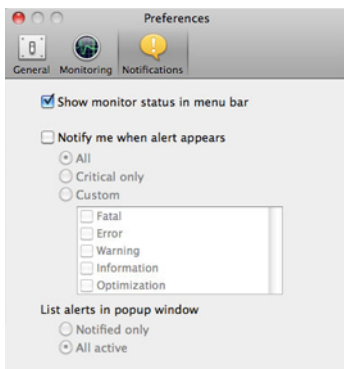 Preferences
General Monitoring Notifications
Show monitor status in menu bar
Notify me when alert appears
All
Critical only
Custom
Fatal
Error
Warning
Information
Optimization
List alerts in popup window
Notified only
All active